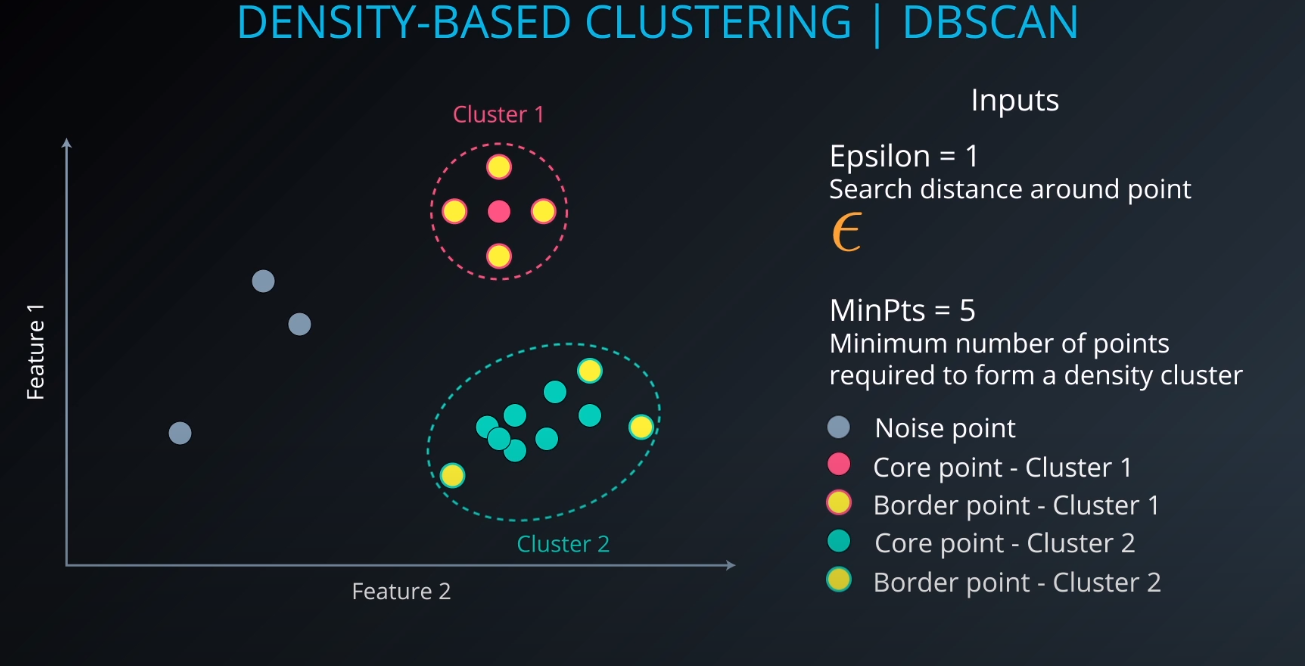 DENSITY-BASED CLUSTERING | DBSCAN
Cluster 1
Feature 1
Cluster 2
Feature 2
Inputs
Epsilon = 1
Search distance around point
ϵ
MinPts = 5
Minimum number of points
required to form a density cluster
Noise point
Core point - Cluster 1
Border point - Cluster 1
Core point - Cluster 2
Border point - Cluster 2